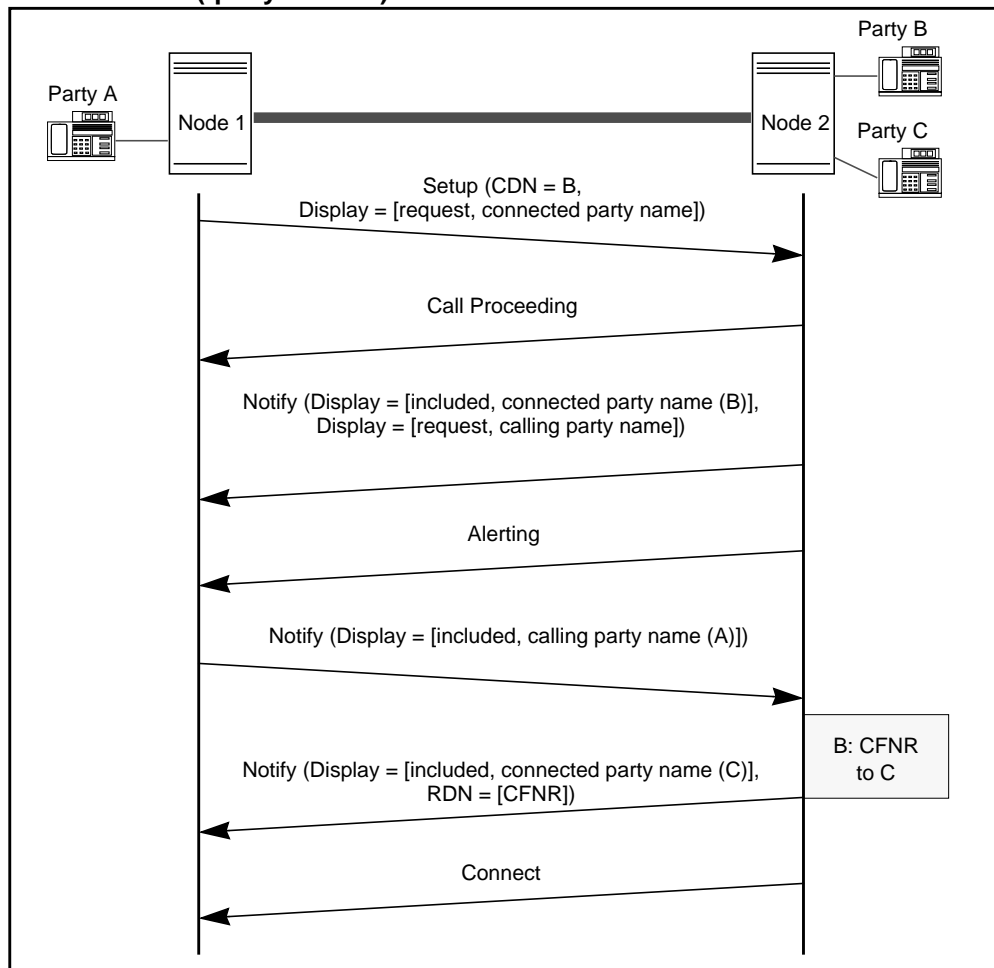 Party B
Party A
Node 1
Node 2
Party C
Setup (CDN = B,
Display = [request, connected party name])
Call Proceeding
Notify (Display = [included, connected party name (B)],
Display = [request, calling party name])
Alerting
Notify (Display = [included, calling party name (A)])
B: CFNR
to C
Notify (Display = [included, connected party name (C)],
RDN = [CFNR])
Connect